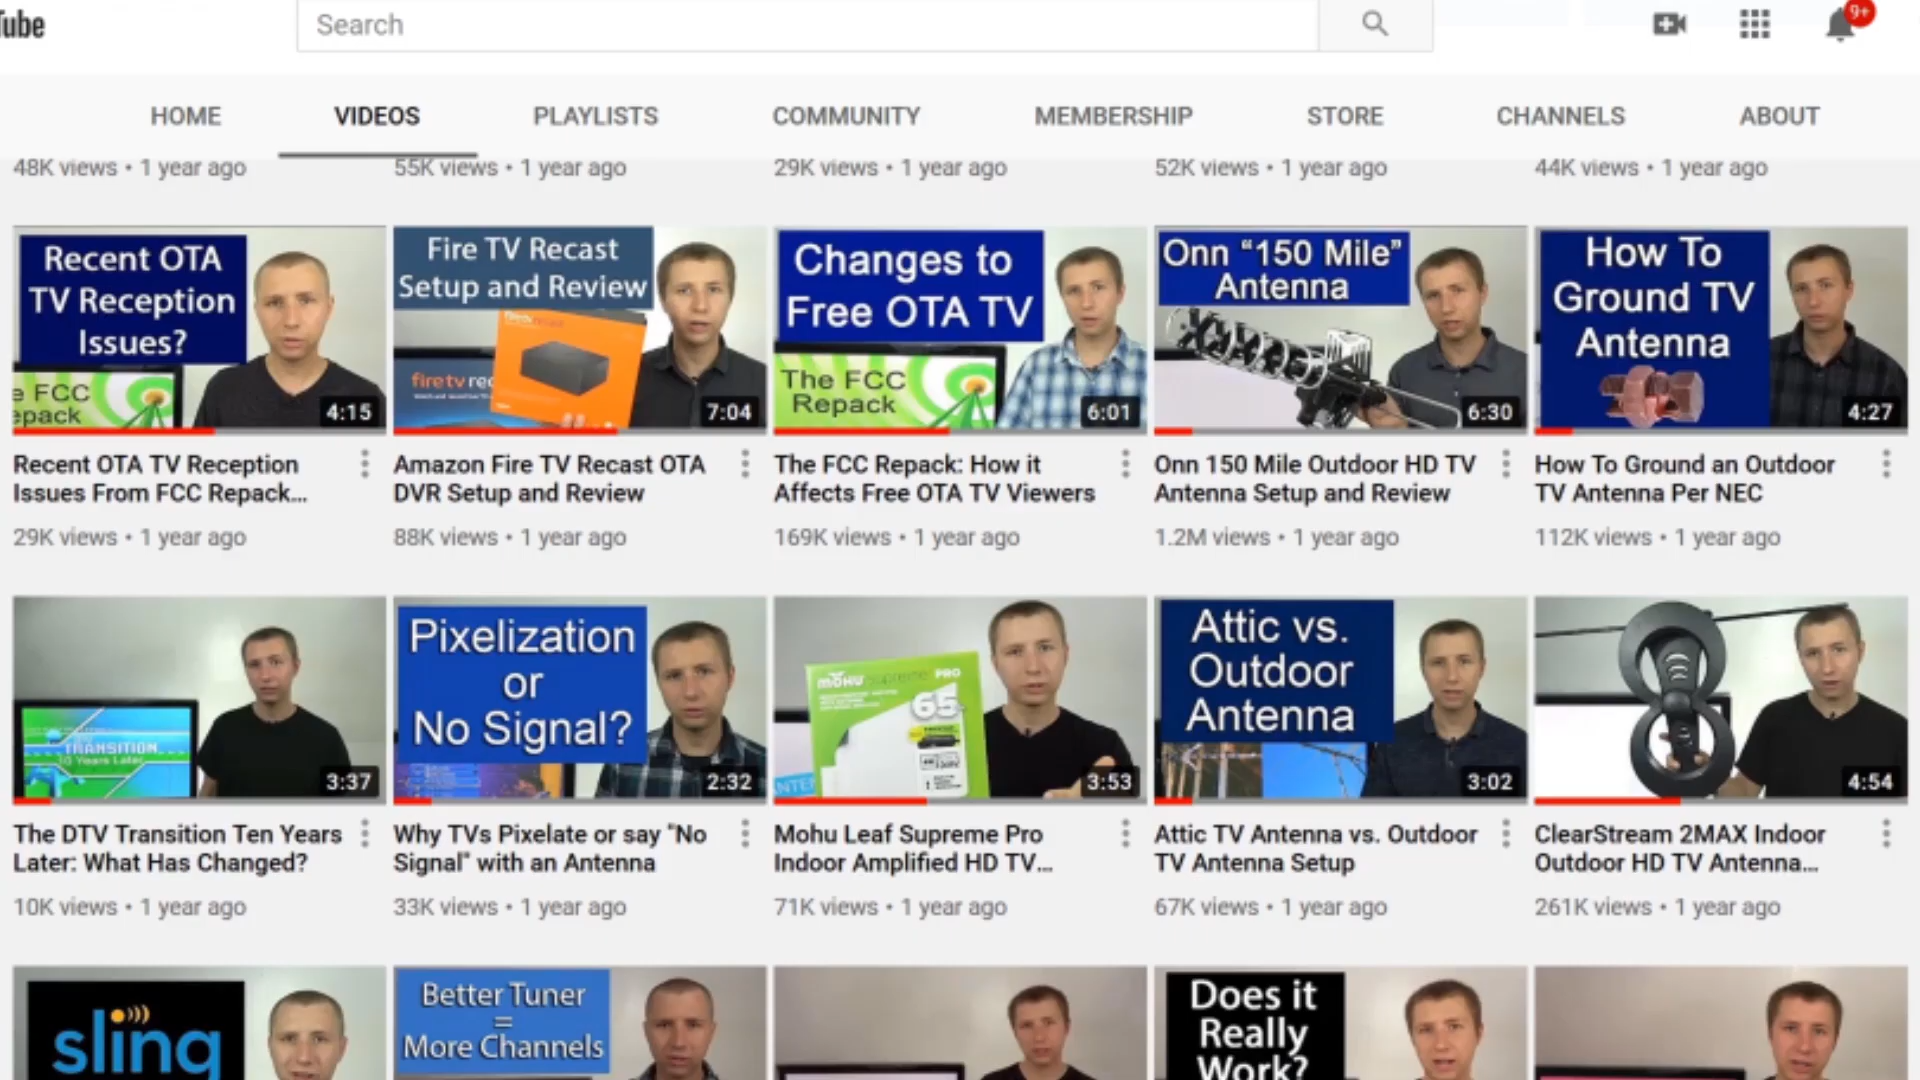 Tube
Search
9+
HOME
VIDEOS
PLAYLISTS
COMMUNITY
MEMBERSHIP
STORE
CHANNELS
ABOUT
48K views • 1 year ago
55K views • 1 year ago
29K views • 1 year ago
52K views • 1 year ago
44K views • 1 year ago
Recent OTA
TV Reception
Issues?
e FCC
epack
4:15
Fire TV Recast
Setup and Review
firetv rec
7:04
Changes to
Free OTA TV
The FCC
Repack
6:01
Onn “150 Mile”
Antenna
6:30
How To
Ground TV
Antenna
4:27
Recent OTA TV Reception
Issues From FCC Repack...
29K views • 1 year ago
Amazon Fire TV Recast OTA
DVR Setup and Review
88K views • 1 year ago
The FCC Repack: How it
Affects Free OTA TV Viewers
169K views • 1 year ago
Onn 150 Mile Outdoor HD TV
Antenna Setup and Review
1.2M views • 1 year ago
How To Ground an Outdoor
TV Antenna Per NEC
112K views • 1 year ago
TRANSITION
10 Years Later
3:37
Pixelization
or
No Signal?
2:32
mohu supreme PRO
65
ANTE
3:53
Attic vs.
Outdoor
Antenna
3:02
4:54
The DTV Transition Ten Years
Later: What Has Changed?
10K views • 1 year ago
Why TVs Pixelate or say "No
Signal" with an Antenna
33K views • 1 year ago
Mohu Leaf Supreme Pro
Indoor Amplified HD TV...
71K views • 1 year ago
Attic TV Antenna vs. Outdoor
TV Antenna Setup
67K views • 1 year ago
ClearStream 2MAX Indoor
Outdoor HD TV Antenna...
261K views • 1 year ago
sling
Better Tuner
=
More Channels
Does it
Really
Work?